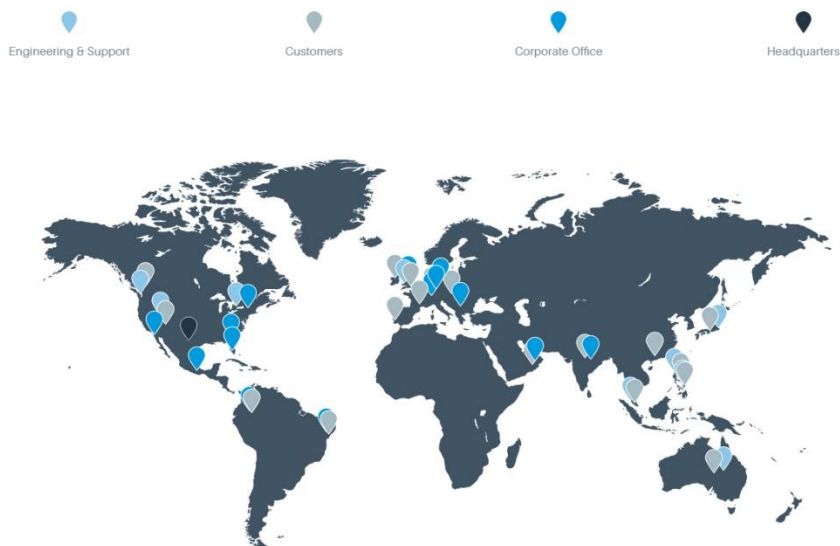 Engineering & Support
Customers
Corporate Office
Headquarters